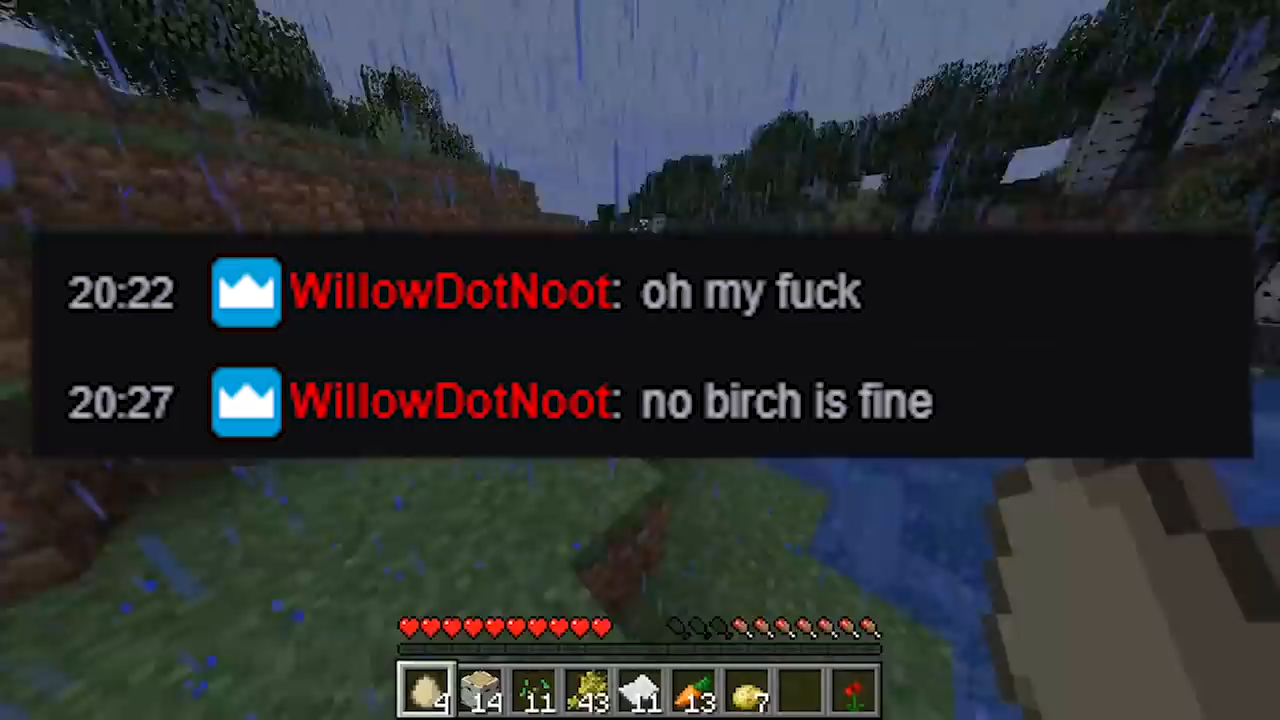 20:22 WillowDotNoot: oh my fuck
20:27 WillowDotNoot: no birch is fine
4 14 11 43 11 13 7